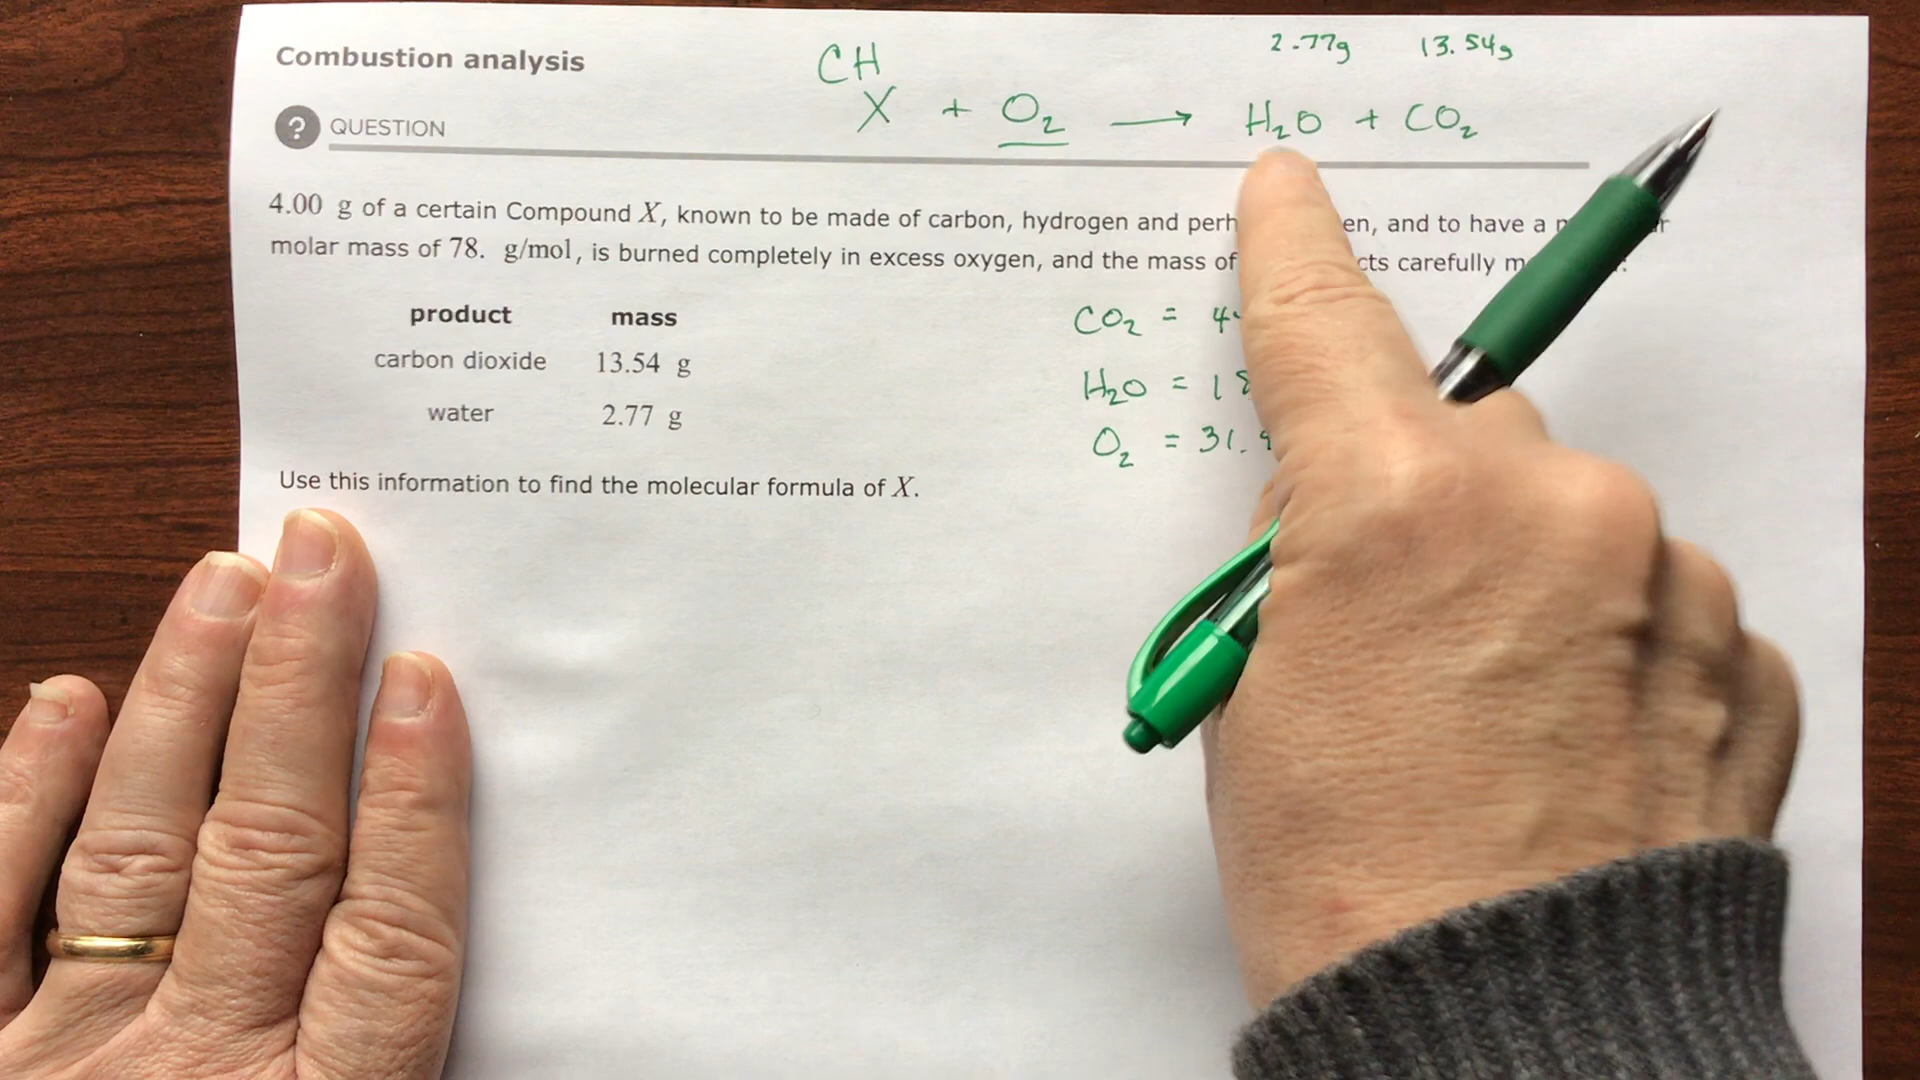 2.77g 13.54g
Combustion analysis
CH
X + O₂ → H₂O + CO₂
? QUESTION
4.00 g of a certain Compound X, known to be made of carbon, hydrogen and and to have a
molar mass of 78. g/mol, is burned completely in excess oxygen, and the mass of carefully
product mass
CO₂ =
carbon dioxide 13.54 g
H₂O =
water 2.77 g
O₂ =
Use this information to find the molecular formula of X.